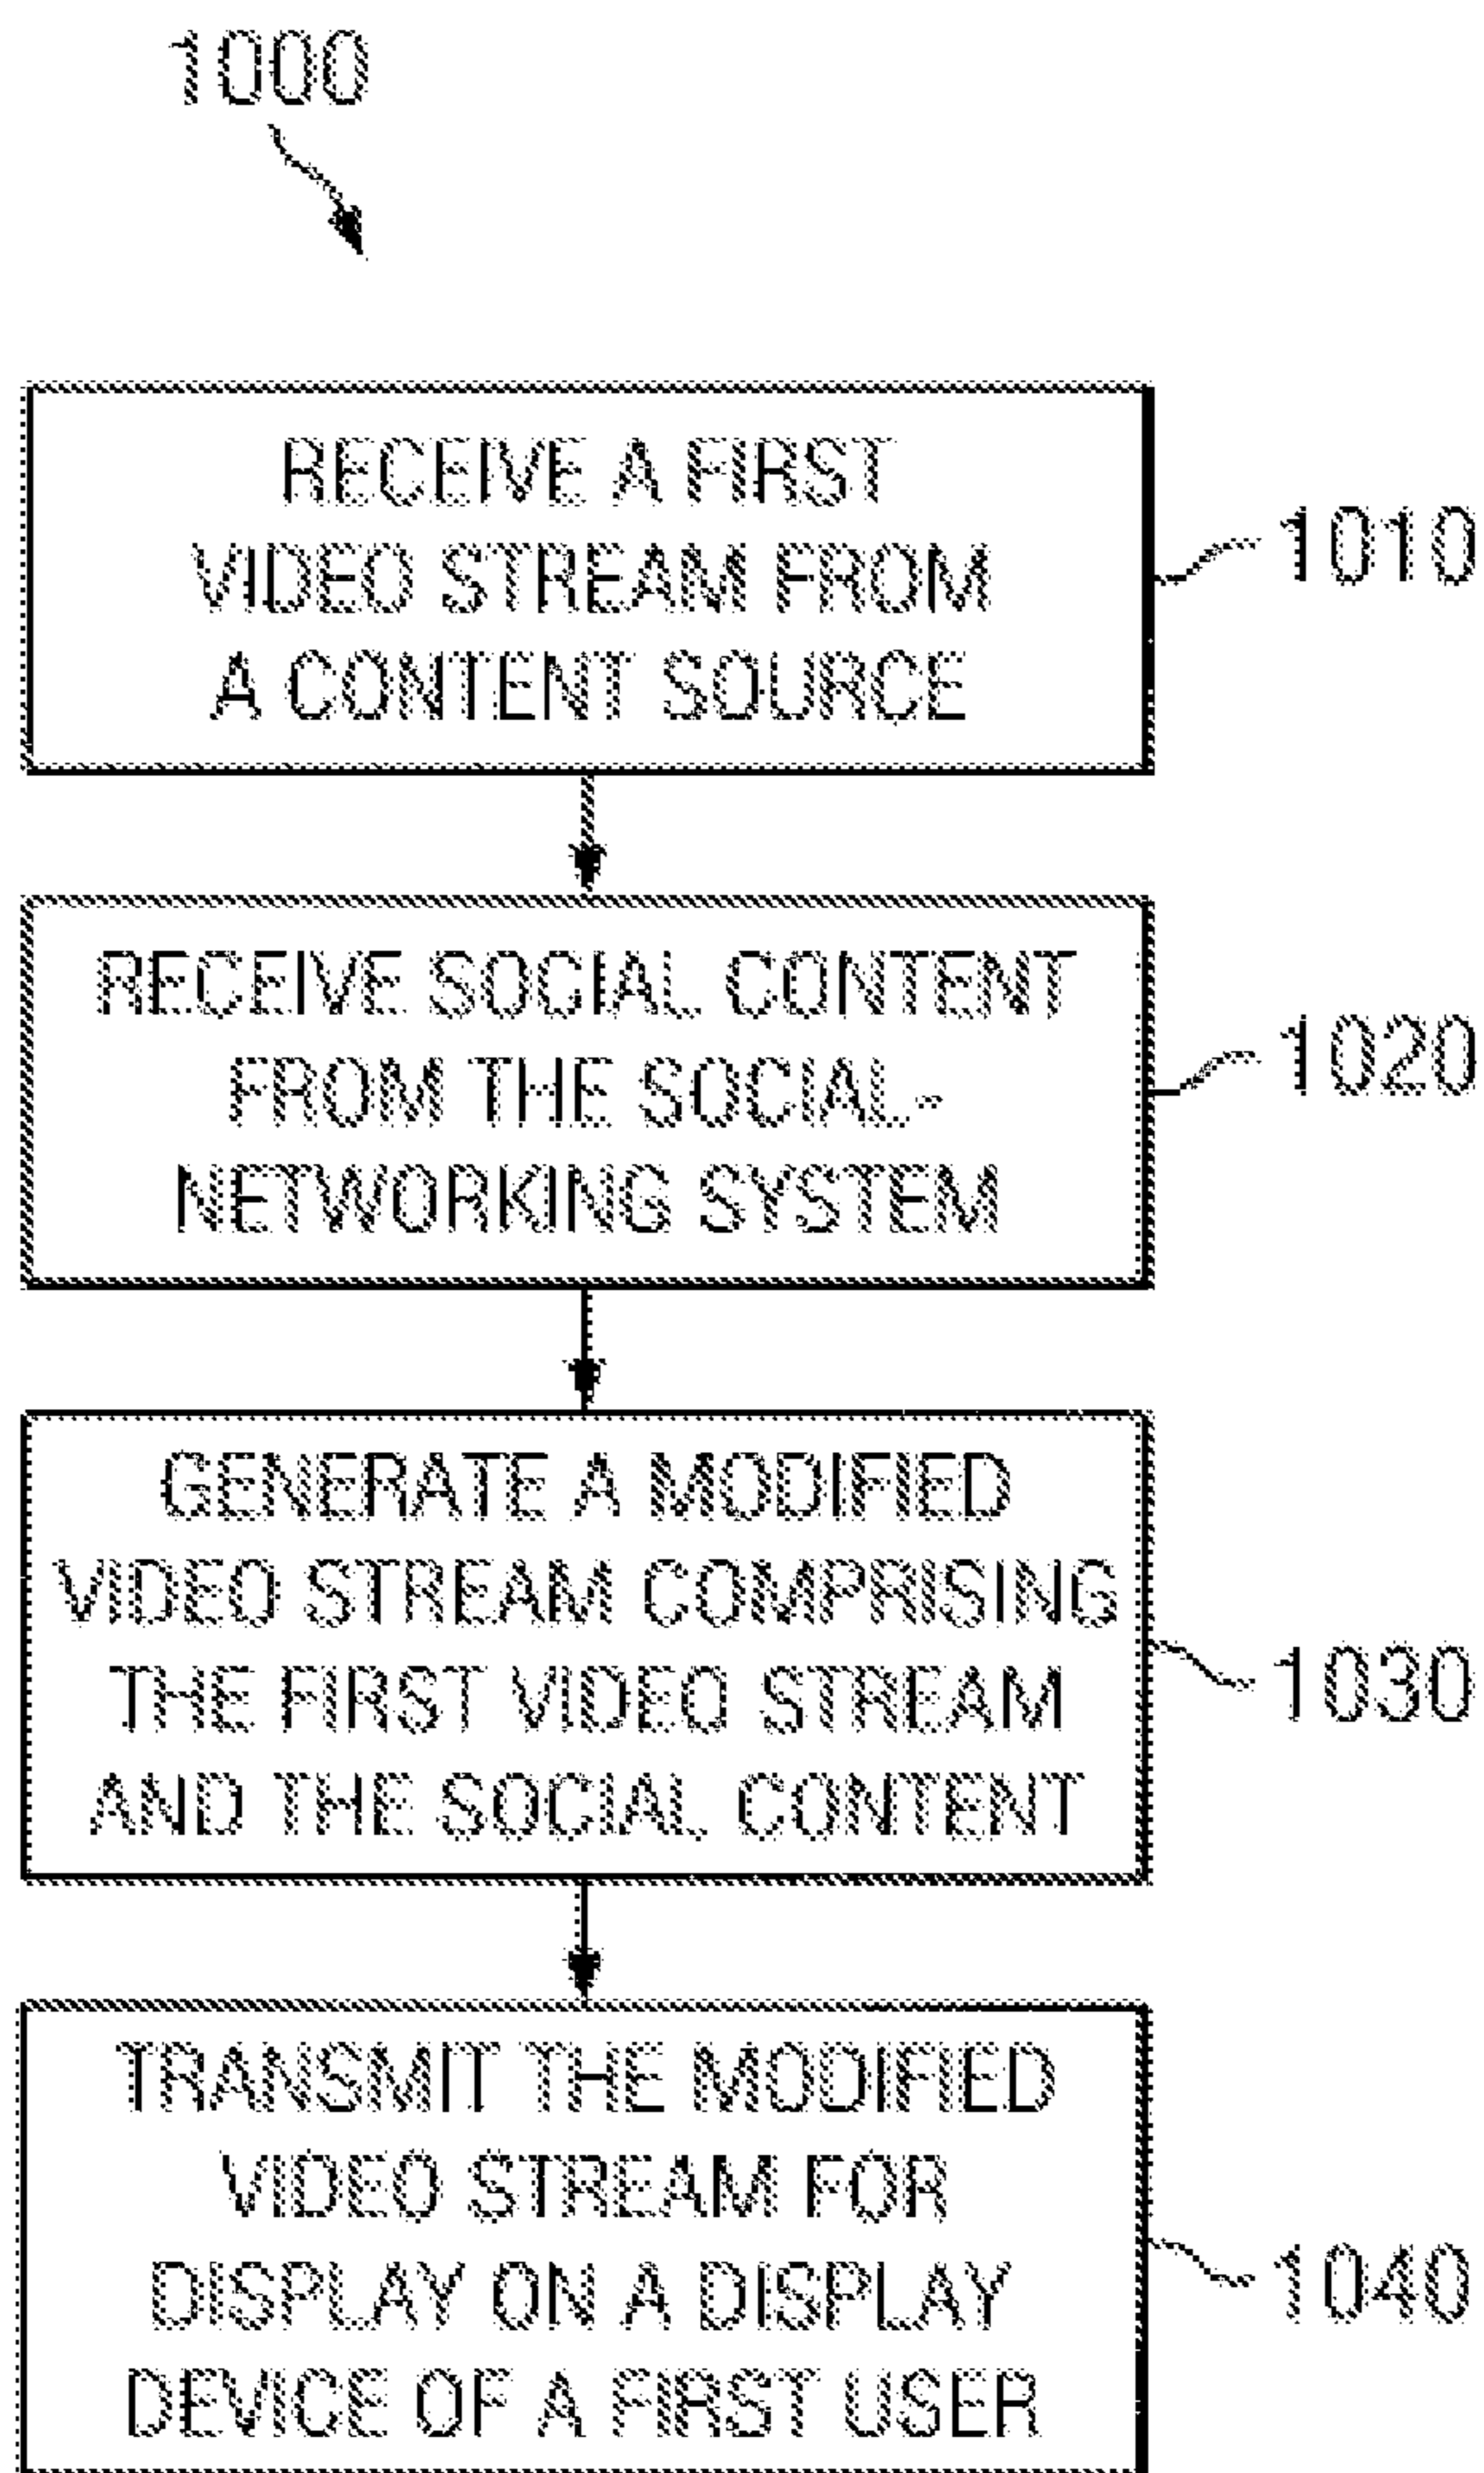 1000
RECEIVE A FIRST
VIDEO STREAM FROM
A CONTENT SOURCE
1010
RECEIVE SOCIAL CONTENT
FROM THE SOCIAL-
NETWORKING SYSTEM
1020
GENERATE A MODIFIED
VIDEO STREAM COMPRISING
THE FIRST VIDEO STREAM
AND THE SOCIAL CONTENT
1030
TRANSMIT THE MODIFIED
VIDEO STREAM FOR
DISPLAY ON A DISPLAY
DEVICE OF A FIRST USER
1040